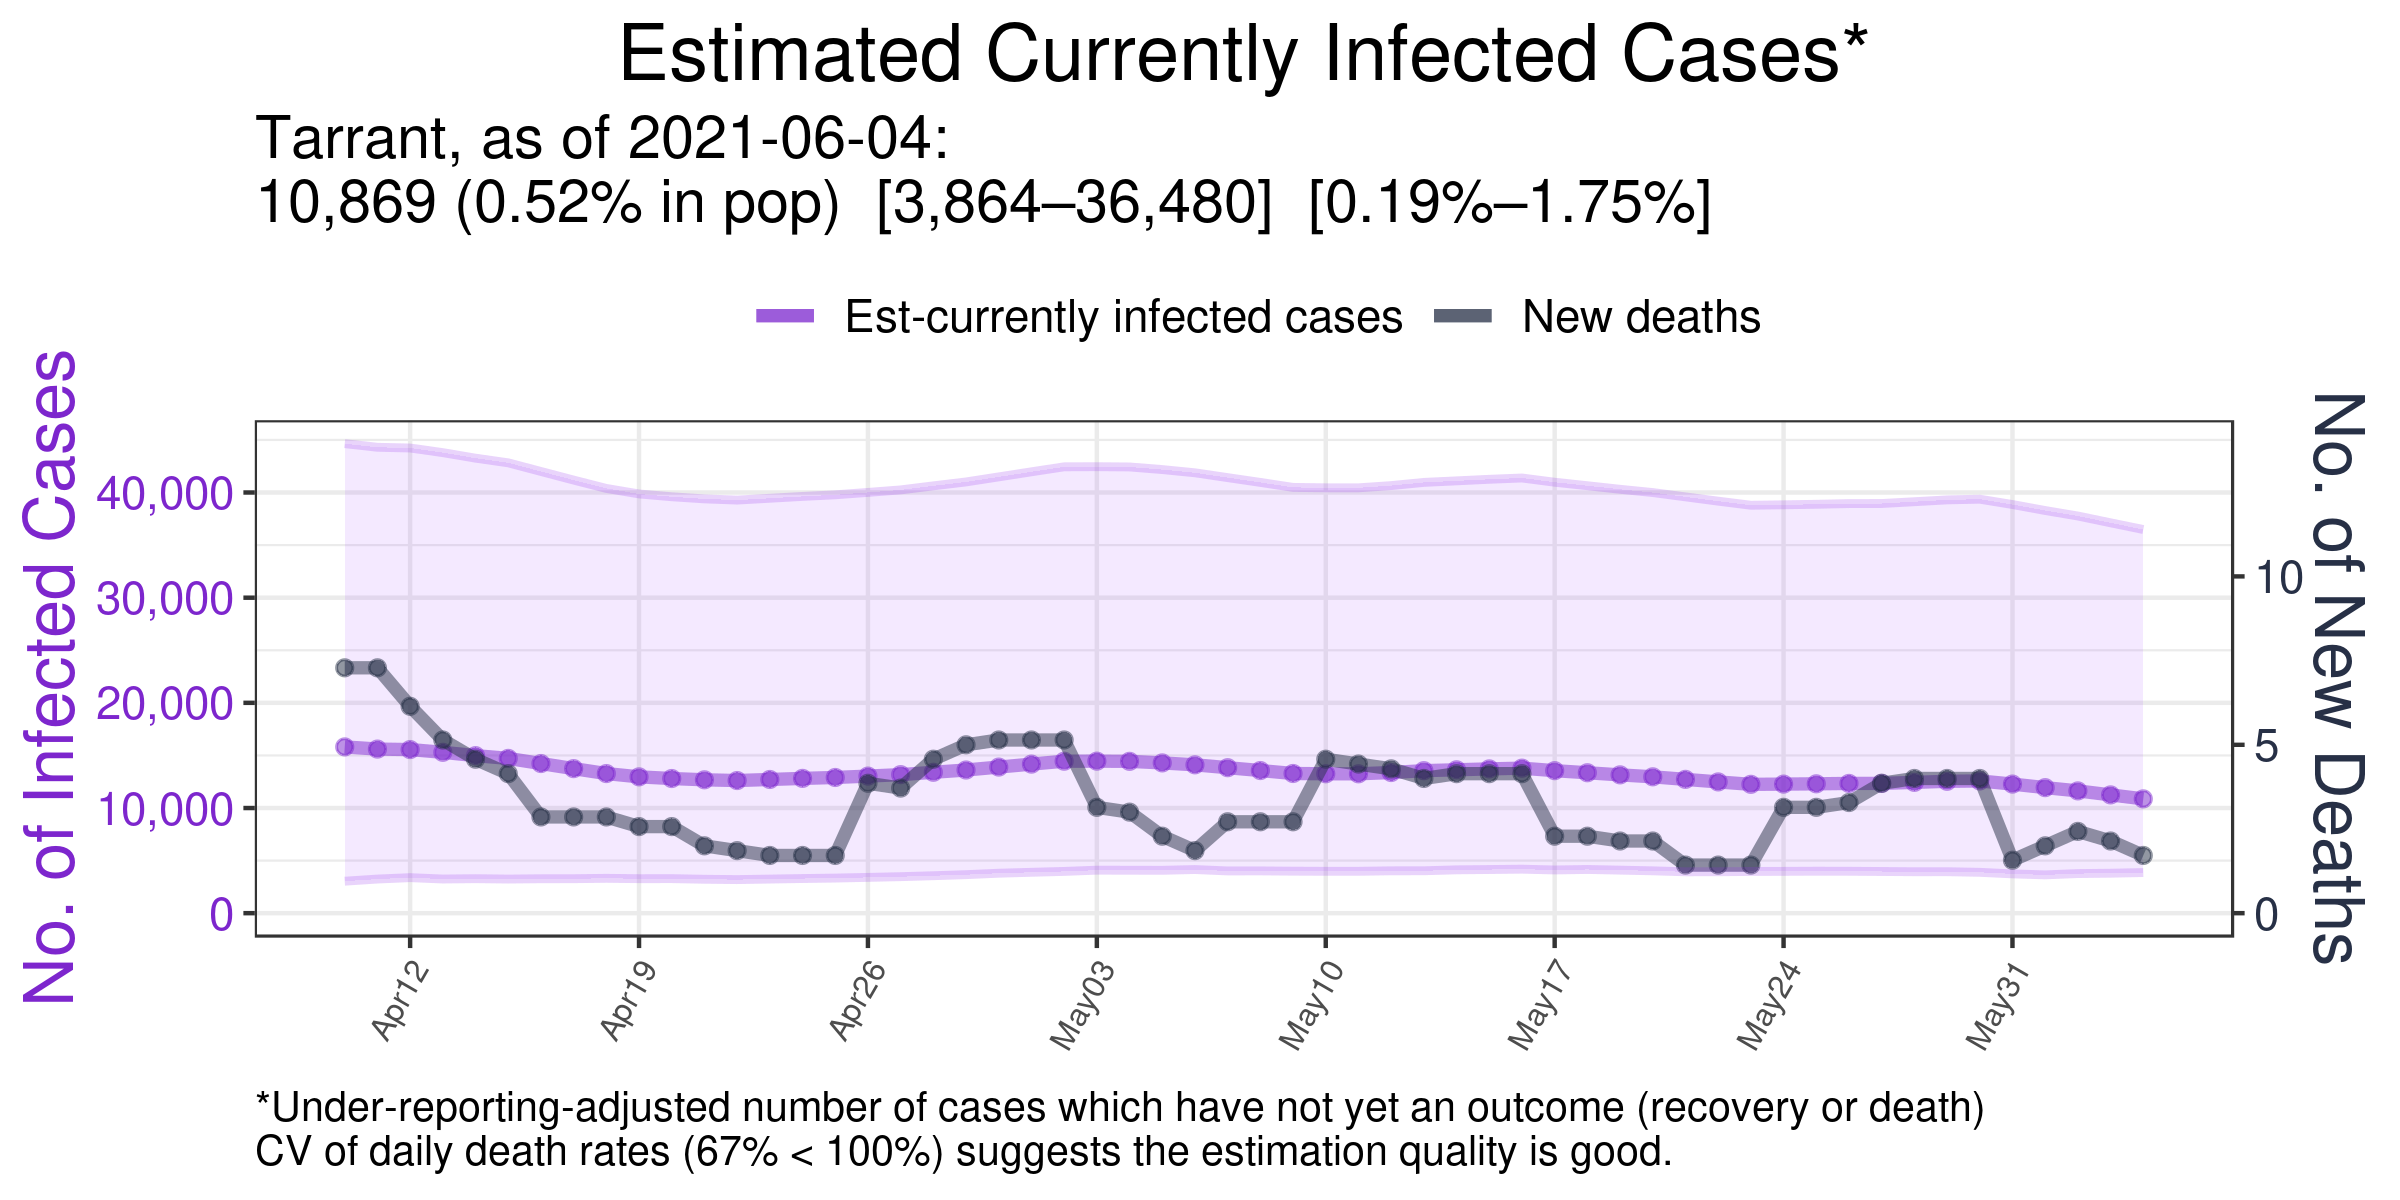 Estimated Currently Infected Cases*
Tarrant, as of 2021-06-04:
10,869 (0.52% in pop)  [3,864–36,480]  [0.19%–1.75%]
Est-currently infected cases
New deaths
No. of Infected Cases
40,000
30,000
20,000
10,000
0
No. of New Deaths
10
5
0
Apr12
Apr19
Apr26
May03
May10
May17
May24
May31
*Under-reporting-adjusted number of cases which have not yet an outcome (recovery or death)
CV of daily death rates (67% < 100%) suggests the estimation quality is good.